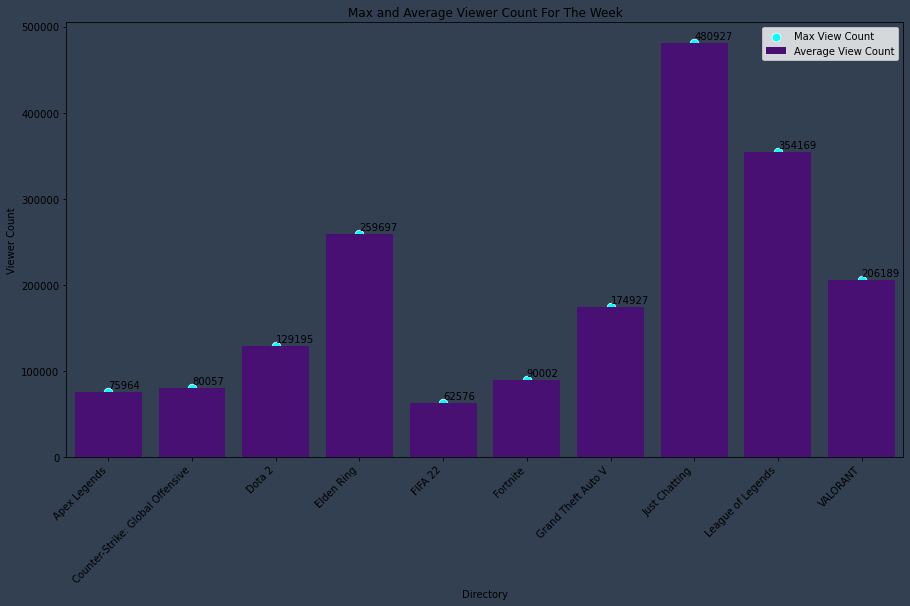 Max and Average Viewer Count For The Week
Max View Count
Average View Count
Viewer Count
500000
400000
300000
200000
100000
0
75964
80057
129195
259697
62576
90002
174927
480927
354169
206189
Apex Legends
Counter-Strike: Global Offensive
Dota 2
Elden Ring
FIFA 22
Fortnite
Grand Theft Auto V
Just Chatting
League of Legends
VALORANT
Directory